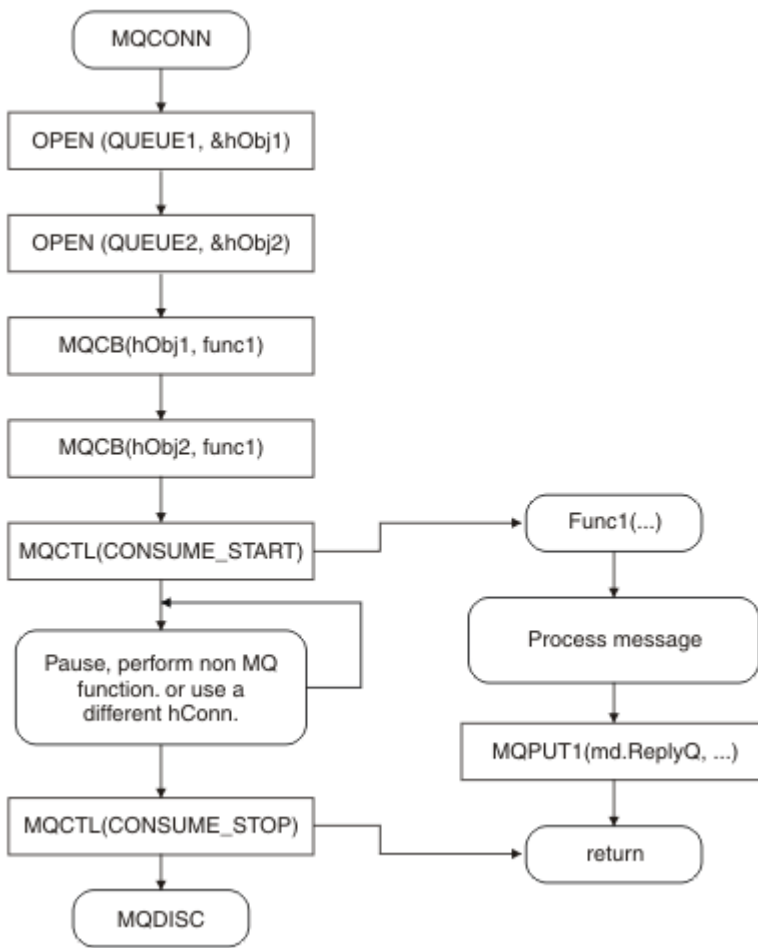 MQCONN
OPEN (QUEUE1, &hObj1)
OPEN (QUEUE2, &hObj2)
MQCB(hObj1, func1)
MQCB(hObj2, func1)
MQCTL(CONSUME_START)
Pause, perform non MQ
function. or use a
different hConn.
MQCTL(CONSUME_STOP)
MQDISC
Func1(...)
Process message
MQPUT1(md.ReplyQ, ...)
return